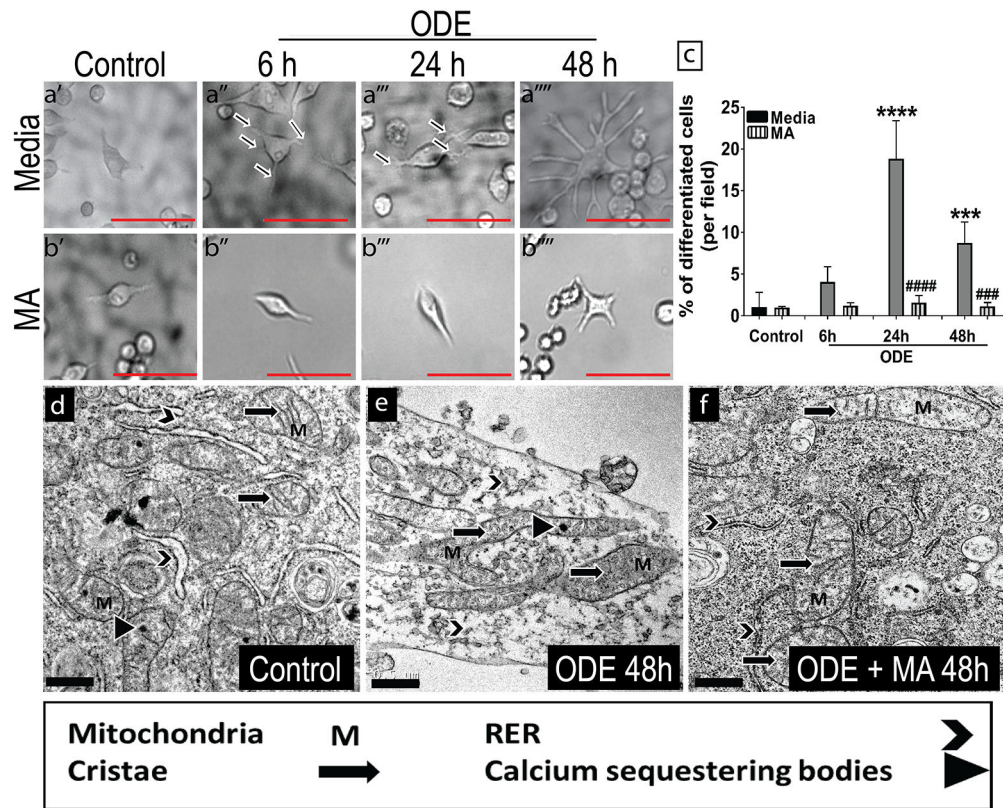 ODE
Control 6 h 24 h 48 h
Media
a' a'' a''' a''''
MA
b' b'' b''' b''''
c
% of differentiated cells
(per field)
25
20
15
10
5
0
Media
MA
****
***
####
###
Control 6h 24h 48h
ODE
d
M
M
Control
e
M
M
ODE 48h
f
M
M
ODE + MA 48h
Mitochondria M RER
Cristae Calcium sequestering bodies